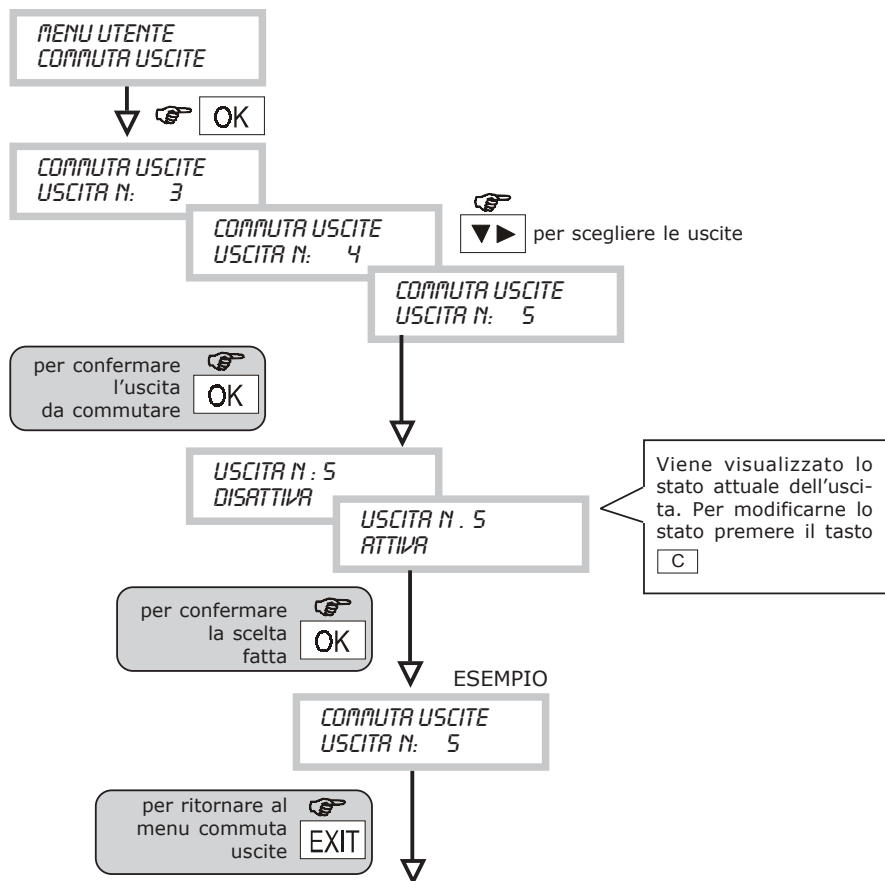 MENU UTENTE
COMMUTA USCITE
OK
COMMUTA USCITE
USCITA N: 3
COMMUTA USCITE
USCITA N: 4
▼▶ per scegliere le uscite
COMMUTA USCITE
USCITA N: 5
per confermare
l'uscita
da commutare
OK
USCITA N : 5
DISATTIVA
USCITA N . 5
ATTIVA
Viene visualizzato lo
stato attuale dell'usci-
ta. Per modificarne lo
stato premere il tasto
C
per confermare
la scelta
fatta
OK
ESEMPIO
COMMUTA USCITE
USCITA N: 5
per ritornare al
menu commuta
uscite
EXIT